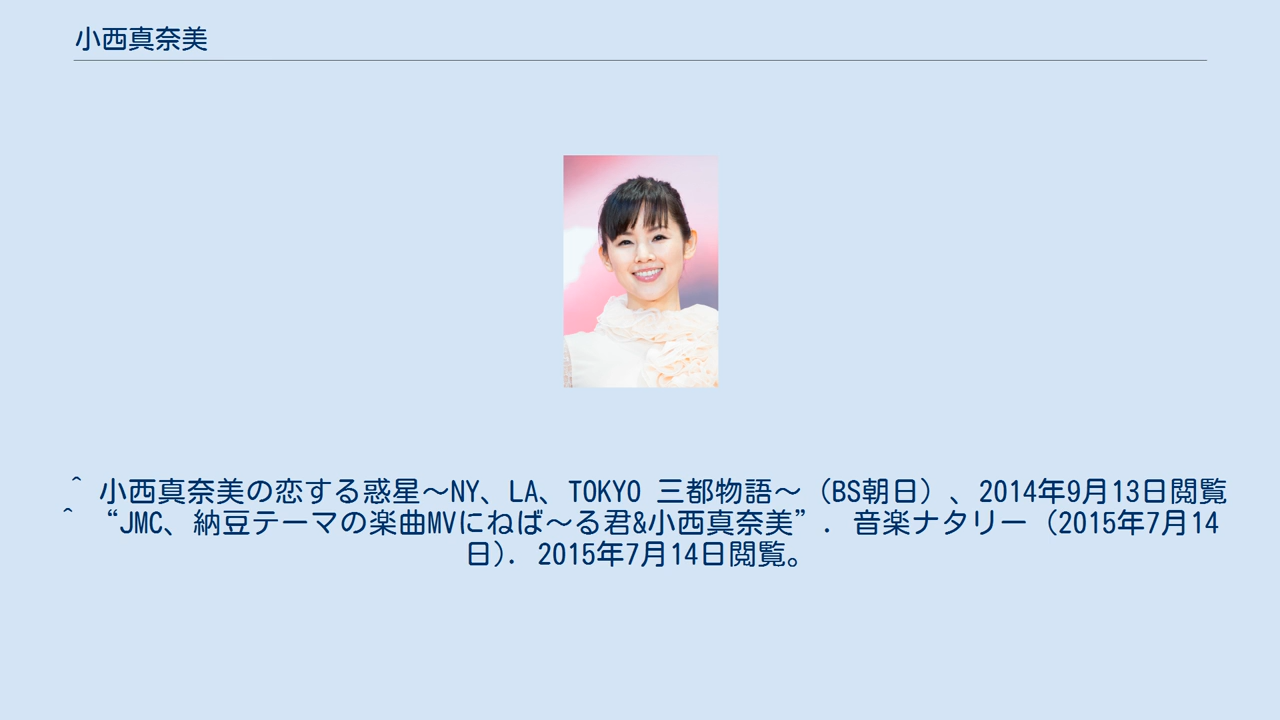 小西真奈美
^ 小西真奈美の恋する惑星〜NY、LA、TOKYO 三都物語〜（BS朝日）、2014年9月13日閲覧
^ “JMC、納豆テーマの楽曲MVにねば〜る君&小西真奈美”. 音楽ナタリー (2015年7月14
日). 2015年7月14日閲覧。